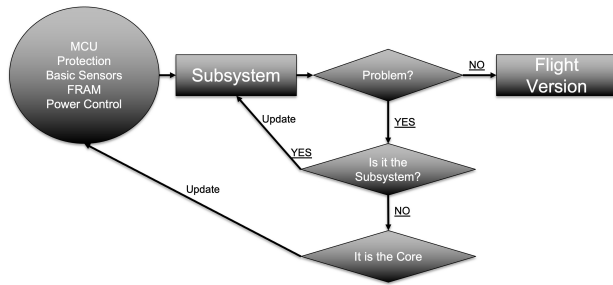 MCU
Protection
Basic Sensors
FRAM
Power Control
Subsystem
Problem?
NO
Flight
Version
Update
YES
YES
Is it the
Subsystem?
Update
NO
It is the Core